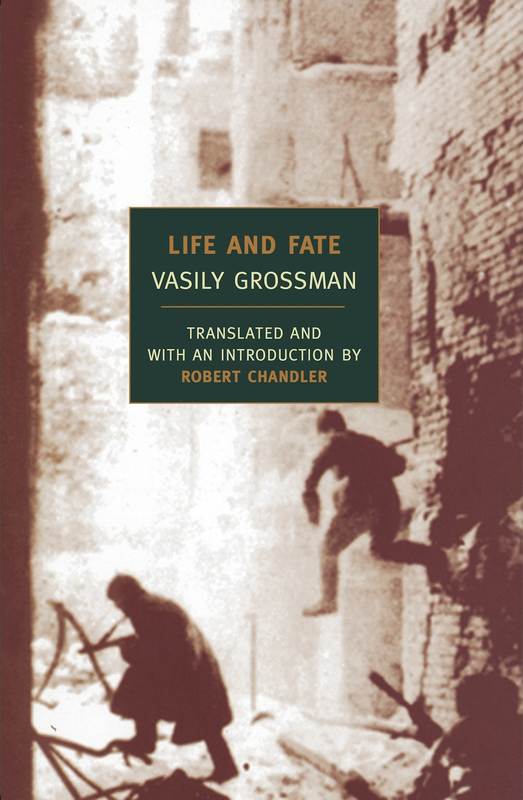 LIFE AND FATE
VASILY GROSSMAN
TRANSLATED AND
WITH AN INTRODUCTION BY
ROBERT CHANDLER